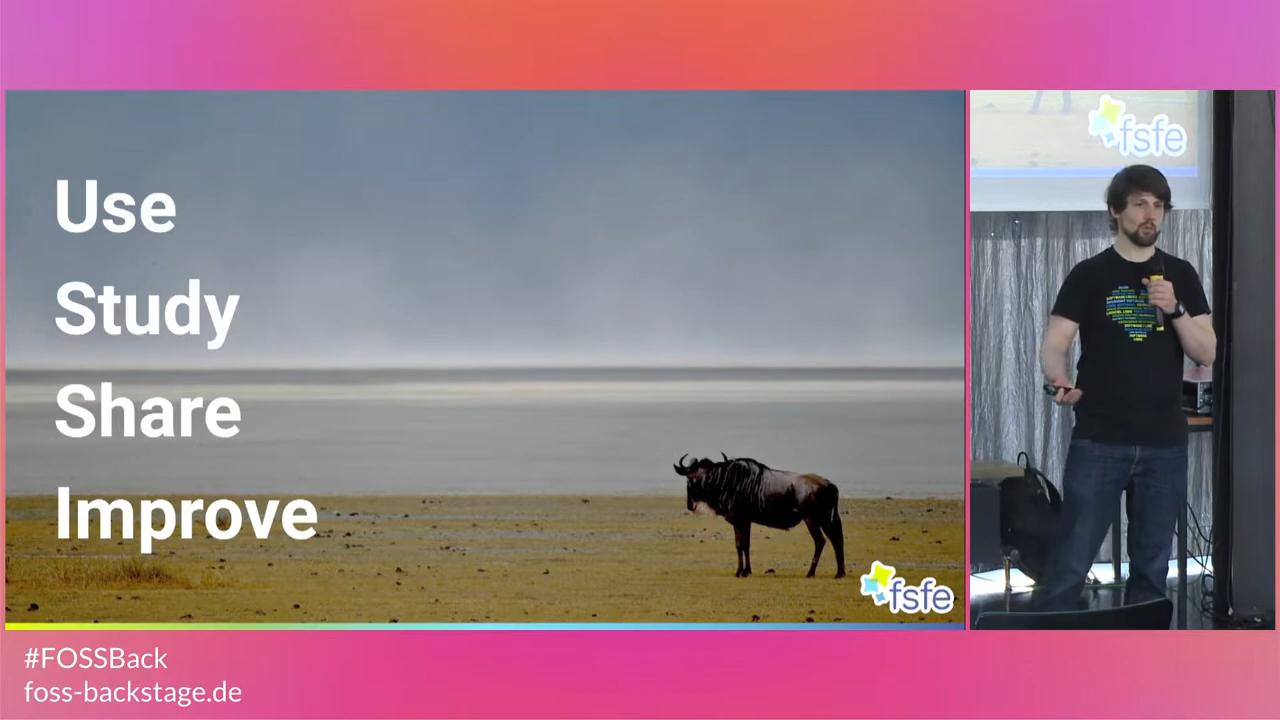 Use
Study
Share
Improve
fsfe
fsfe
#FOSSBack
foss-backstage.de